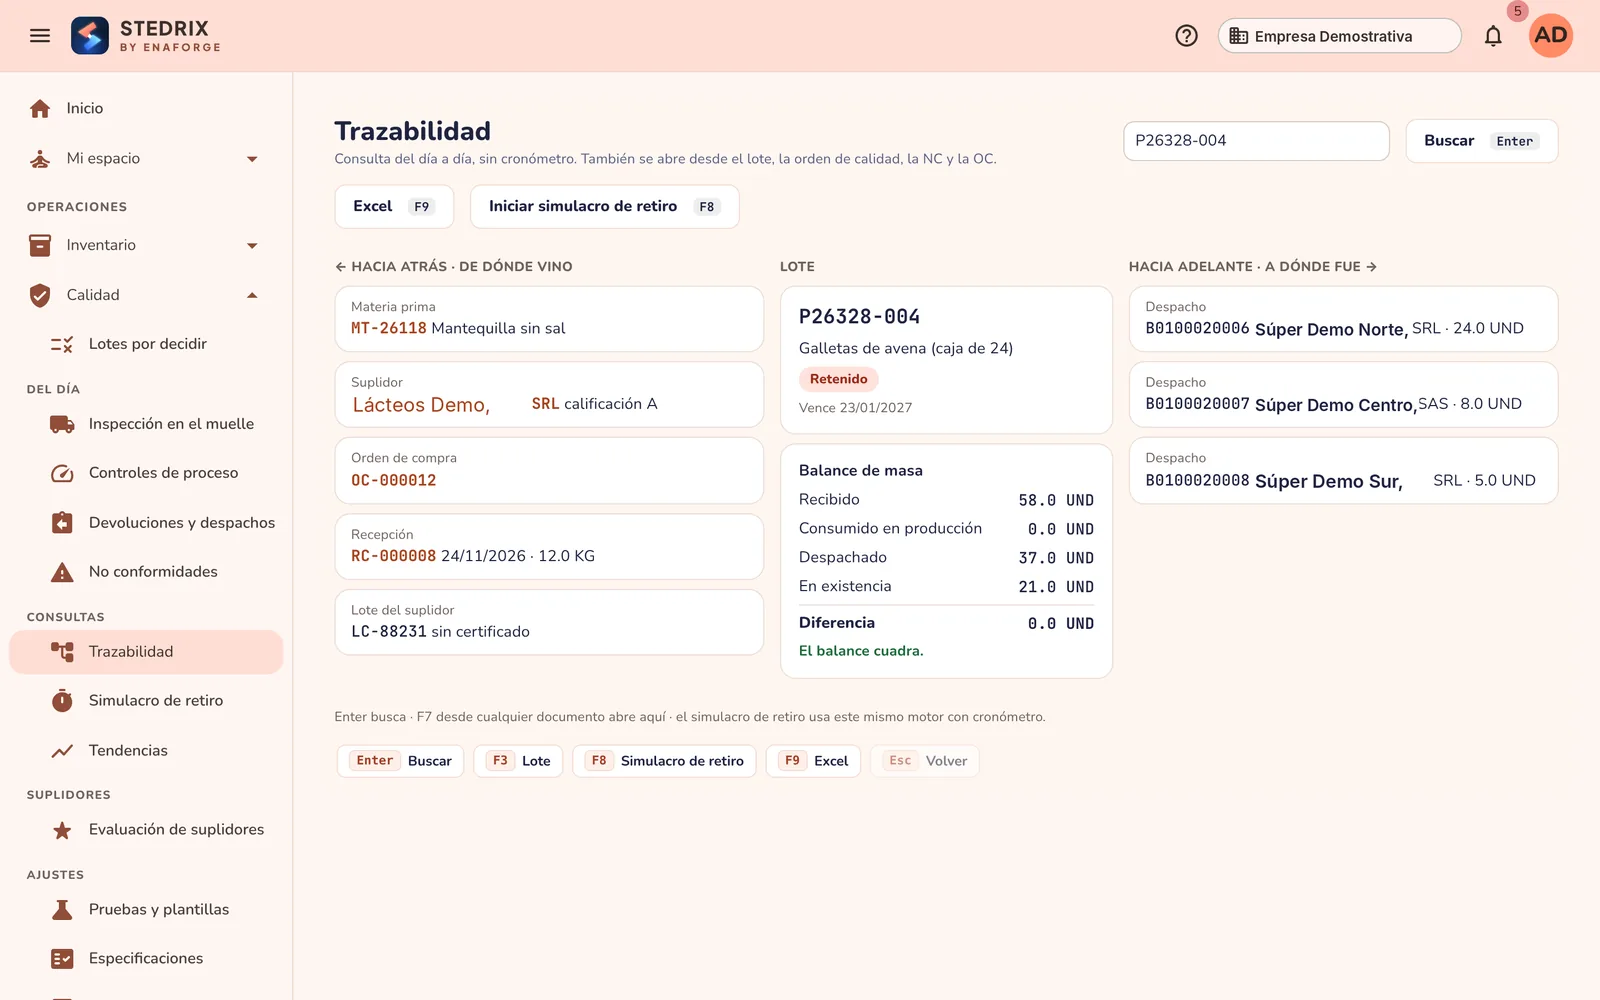 STEDRIX
BY ENAFORGE
Empresa Demostrativa
5
AD
Inicio
Mi espacio
OPERACIONES
Inventario
Calidad
Lotes por decidir
DEL DÍA
Inspección en el muelle
Controles de proceso
Devoluciones y despachos
No conformidades
CONSULTAS
Trazabilidad
Simulacro de retiro
Tendencias
SUPLIDORES
Evaluación de suplidores
AJUSTES
Pruebas y plantillas
Especificaciones
Trazabilidad
Consulta del día a día, sin cronómetro. También se abre desde el lote, la orden de calidad, la NC y la OC.
P26328-004
Buscar Enter
Excel F9
Iniciar simulacro de retiro F8
← HACIA ATRÁS · DE DÓNDE VINO
Materia prima
MT-26118 Mantequilla sin sal
Suplidor
Lácteos Demo, SRL calificación A
Orden de compra
OC-000012
Recepción
RC-000008 24/11/2026 · 12.0 KG
Lote del suplidor
LC-88231 sin certificado
LOTE
P26328-004
Galletas de avena (caja de 24)
Retenido
Vence 23/01/2027
Balance de masa
Recibido 58.0 UND
Consumido en producción 0.0 UND
Despachado 37.0 UND
En existencia 21.0 UND
Diferencia 0.0 UND
El balance cuadra.
HACIA ADELANTE · A DÓNDE FUE →
Despacho
B0100020006 Súper Demo Norte, SRL · 24.0 UND
Despacho
B0100020007 Súper Demo Centro, SAS · 8.0 UND
Despacho
B0100020008 Súper Demo Sur, SRL · 5.0 UND
Enter busca · F7 desde cualquier documento abre aquí · el simulacro de retiro usa este mismo motor con cronómetro.
Enter Buscar F3 Lote F8 Simulacro de retiro F9 Excel Esc Volver